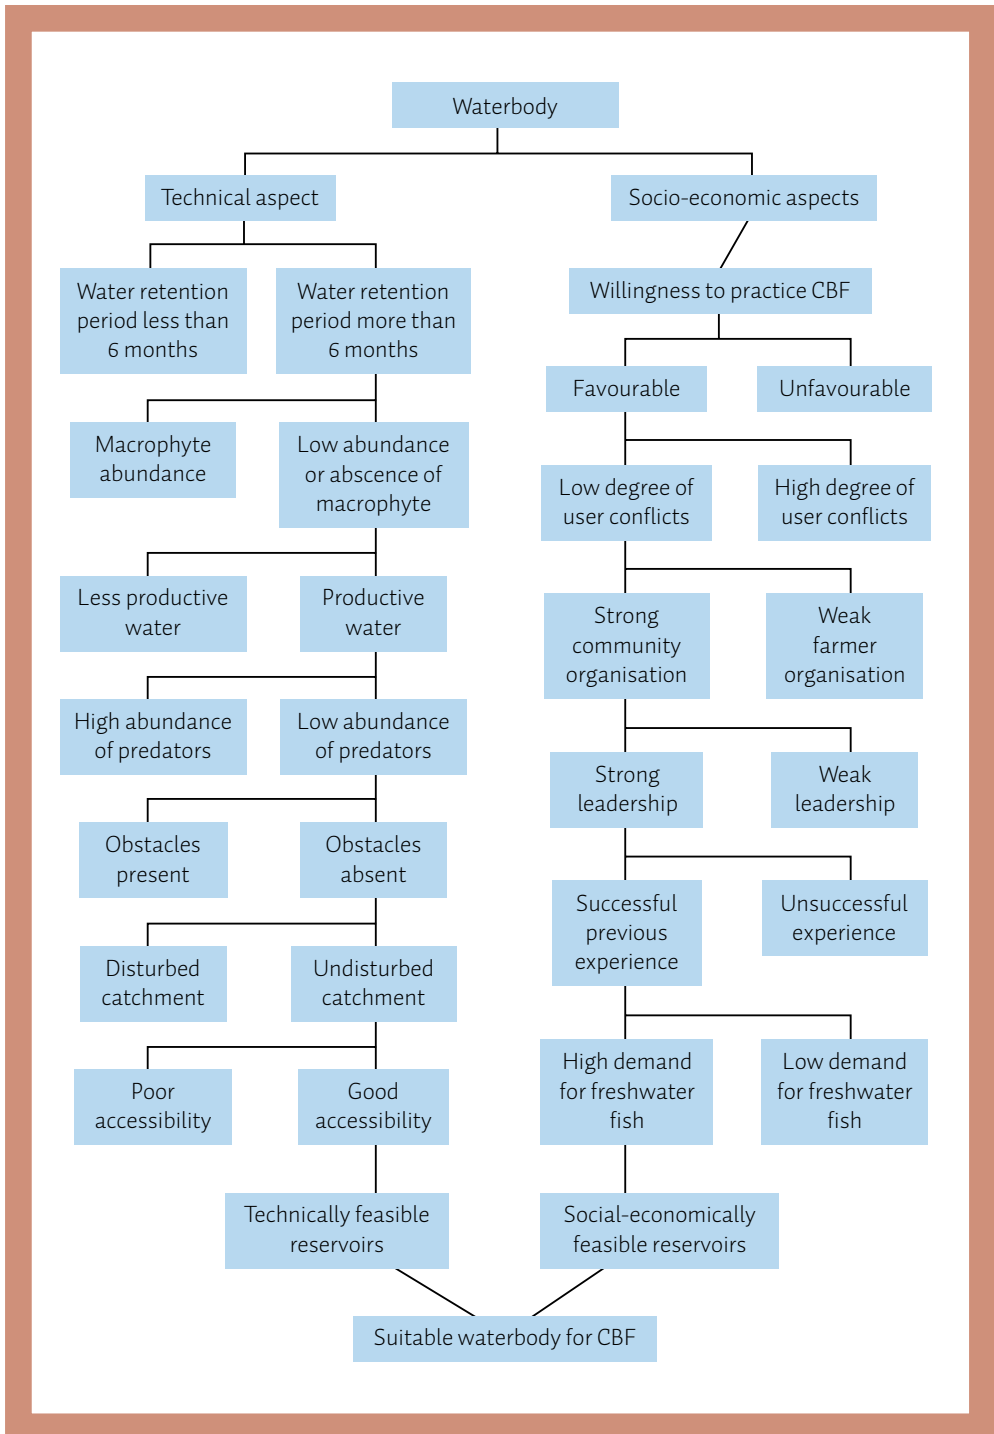 Waterbody
Technical aspect
Socio-economic aspects
Water retention
period less than
6 months
Water retention
period more than
6 months
Willingness to practice CBF
Favourable
Unfavourable
Macrophyte
abundance
Low abundance
or abscence of
macrophyte
Low degree of
user conflicts
High degree of
user conflicts
Less productive
water
Productive
water
Strong
community
organisation
Weak
farmer
organisation
High abundance
of predators
Low abundance
of predators
Strong
leadership
Weak
leadership
Obstacles
present
Obstacles
absent
Successful
previous
experience
Unsuccessful
experience
Disturbed
catchment
Undisturbed
catchment
High demand
for freshwater
fish
Low demand
for freshwater
fish
Poor
accessibility
Good
accessibility
Technically feasible
reservoirs
Social-economically
feasible reservoirs
Suitable waterbody for CBF